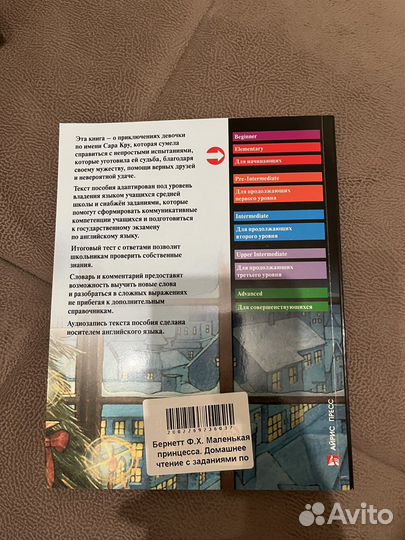 Эта книга – о приключениях девочки
по имени Сара Кру, которая сумела
справиться с непростыми испытаниями,
которые уготовила ей судьба, благодаря
своему мужеству, помощи верных друзей
и невероятной удаче.
Текст пособия адаптирован под уровень
владения языком учащихся средней
школы и снабжён заданиями, которые
помогут сформировать коммуникативные
компетенции учащихся и подготовиться
к государственному экзамену
по английскому языку.
Итоговый тест с ответами позволит
школьникам проверить собственные
знания.
Словарь и комментарий предоставят
возможность выучить новые слова
и разобраться в сложных выражениях
не прибегая к дополнительным
справочникам.
Аудиозапись текста пособия сделана
носителем английского языка.
Beginner
Elementary
Для начинающих
Pre-Intermediate
Для продолжающих
первого уровня
Intermediate
Для продолжающих
второго уровня
Upper Intermediate
Для продолжающих
третьего уровня
Advanced
Для совершенствующихся
2002269236037
Бернетт Ф.Х. Маленькая
принцесса. Домашнее
чтение с заданиями по
АЙРИС ПРЕСС
Avito